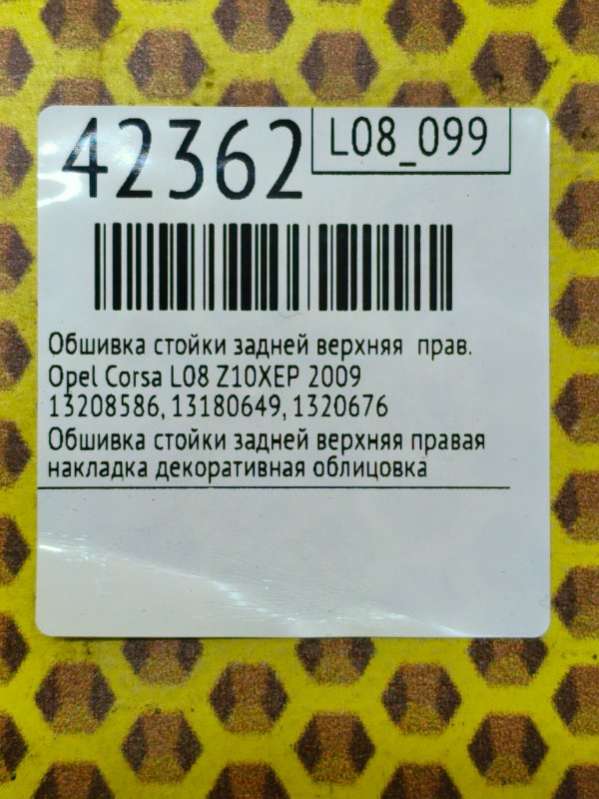 42362
L08_099
Обшивка стойки задней верхняя прав.
Opel Corsa L08 Z10XEP 2009
13208586, 13180649, 1320676
Обшивка стойки задней верхняя правая
накладка декоративная облицовка